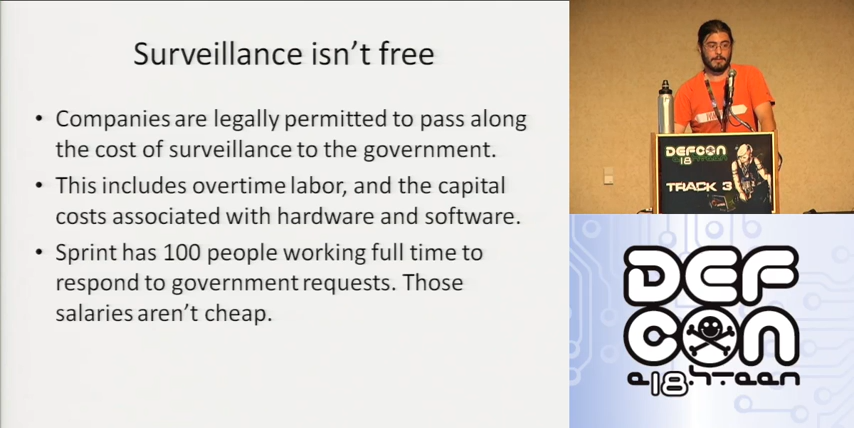 Surveillance isn't free
• Companies are legally permitted to pass along
the cost of surveillance to the government.
• This includes overtime labor, and the capital
costs associated with hardware and software.
• Sprint has 100 people working full time to
respond to government requests. Those
salaries aren't cheap.
DEFCON
18
TRACK 3
DEF
CON
e18hteen